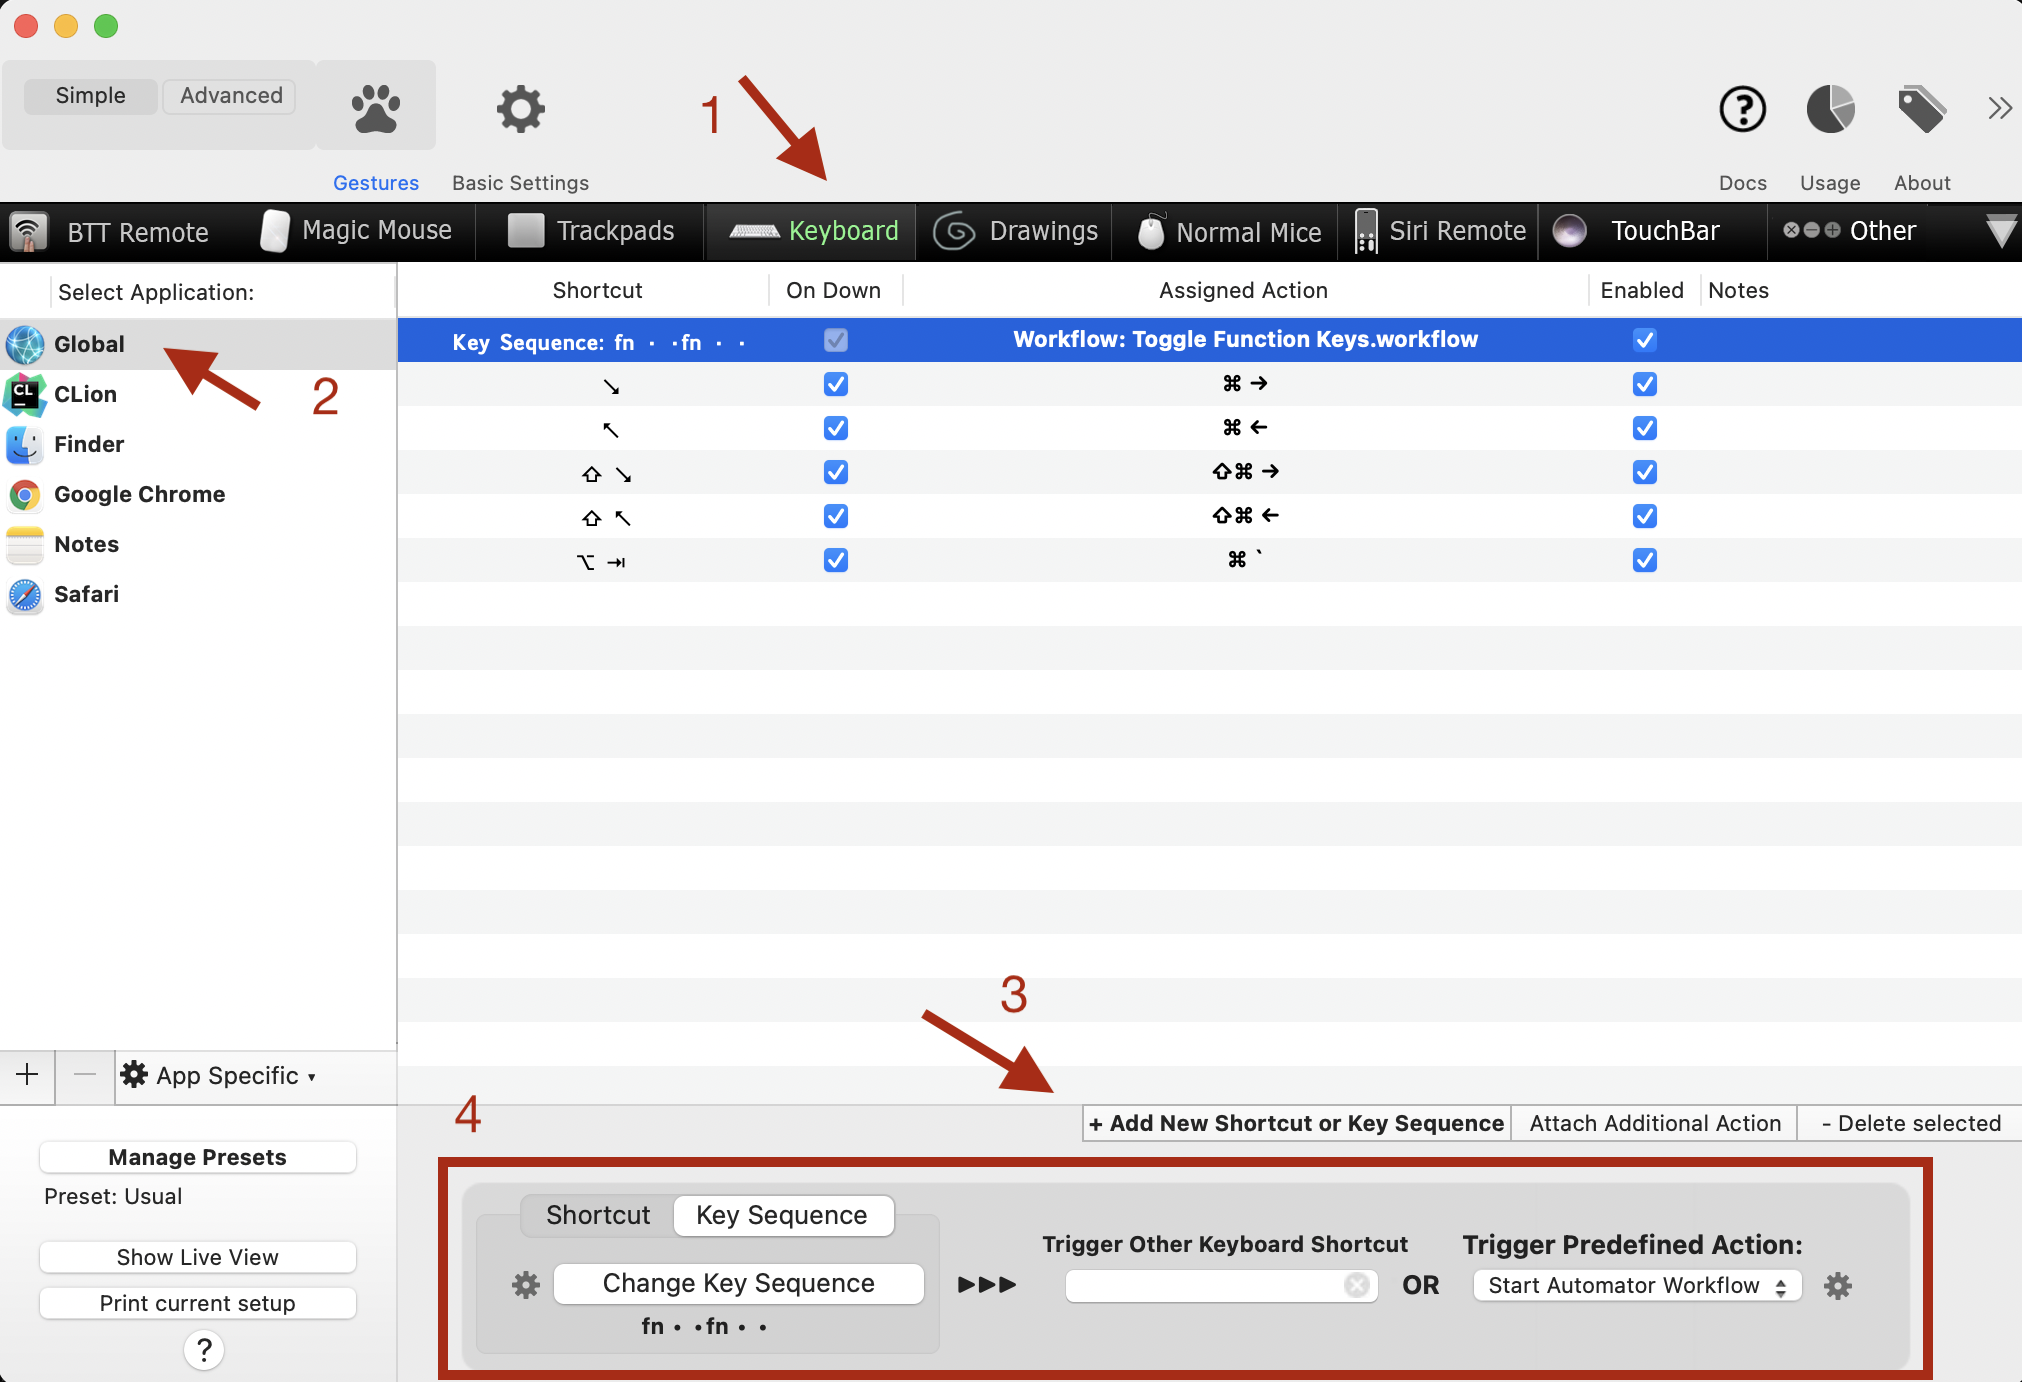 Simple Advanced
Gestures Basic Settings
1
Docs Usage About
BTT Remote Magic Mouse Trackpads Keyboard Drawings Normal Mice Siri Remote TouchBar Other
Select Application: Shortcut On Down Assigned Action Enabled Notes
Global
Key Sequence: fn · ·fn · · Workflow: Toggle Function Keys.workflow
2
↘ ⌘ →
CLion
↖ ⌘ ←
Finder
⇧ ↘ ⇧⌘ →
Google Chrome
⇧ ↖ ⇧⌘ ←
Notes
⌥ ⇥ ⌘ `
Safari
3
+ − App Specific ▾
4
+ Add New Shortcut or Key Sequence Attach Additional Action - Delete selected
Manage Presets
Preset: Usual
Show Live View
Print current setup
?
Shortcut Key Sequence
Trigger Other Keyboard Shortcut Trigger Predefined Action:
Change Key Sequence ▶▶▶ OR Start Automator Workflow
fn · ·fn · ·